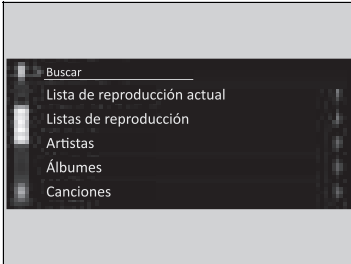 Buscar
Lista de reproducción actual
Listas de reproducción
Artistas
Álbumes
Canciones